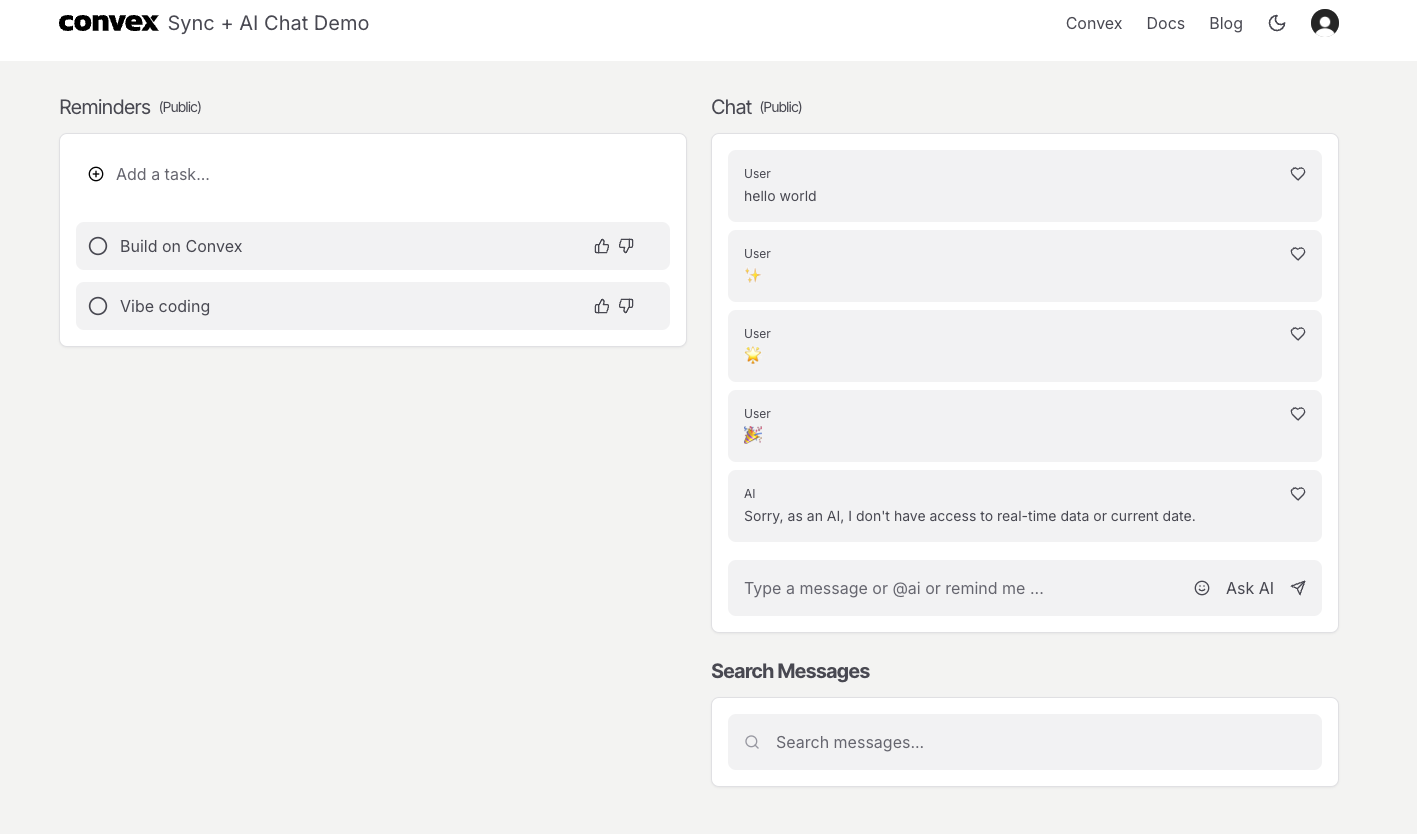 convex Sync + AI Chat Demo
Convex Docs Blog
Reminders (Public)
Add a task...
Build on Convex
Vibe coding
Chat (Public)
User
hello world
User
✨
User
🌟
User
🎉
AI
Sorry, as an AI, I don't have access to real-time data or current date.
Type a message or @ai or remind me ...
Ask AI
Search Messages
Search messages...